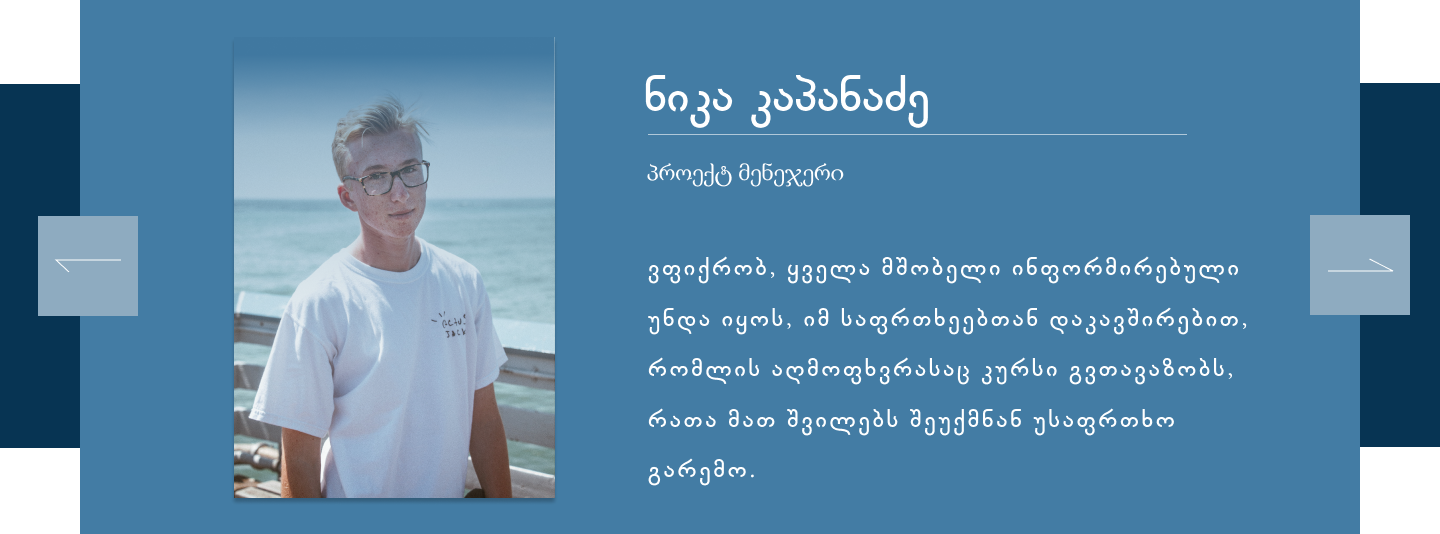 ნიკა კაპანაძე
პროექტ მენეჯერი
ვფიქრობ, ყველა მშობელი ინფორმირებული
უნდა იყოს, იმ საფრთხეებთან დაკავშირებით,
რომლის აღმოფხვრასაც კურსი გვთავაზობს,
რათა მათ შვილებს შეუქმნან უსაფრთხო
გარემო.